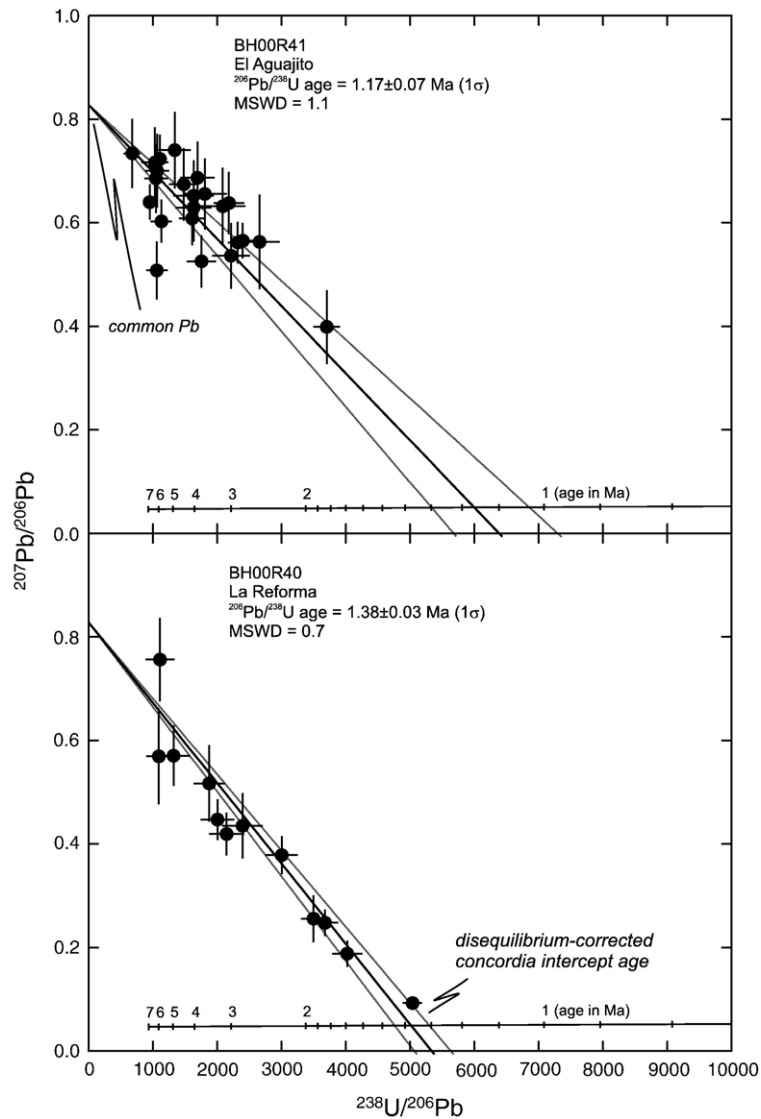 1.0
BH00R41
El Aguajito
²⁰⁶Pb/²³⁸U age = 1.17±0.07 Ma (1σ)
MSWD = 1.1
0.8
0.6
common Pb
0.4
0.2
7 6 5 4 3 2 1 (age in Ma)
0.0
²⁰⁷Pb/²⁰⁶Pb
BH00R40
La Reforma
²⁰⁶Pb/²³⁸U age = 1.38±0.03 Ma (1σ)
MSWD = 0.7
0.8
0.6
0.4
disequilibrium-corrected
concordia intercept age
0.2
7 6 5 4 3 2 1 (age in Ma)
0.0
0 1000 2000 3000 4000 5000 6000 7000 8000 9000 10000
²³⁸U/²⁰⁶Pb